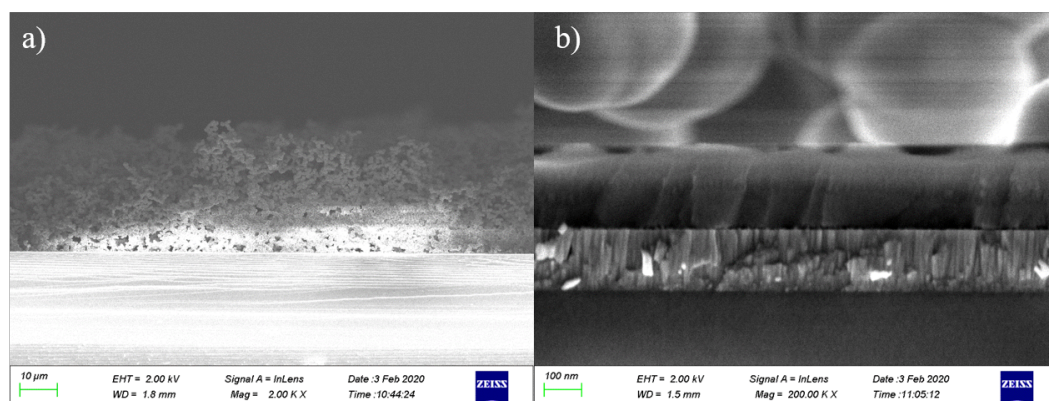 a)
b)
10 µm
EHT = 2.00 kV
Signal A = InLens
Date :3 Feb 2020
WD = 1.8 mm
Mag = 2.00 K X
Time :10:44:24
ZEISS
100 nm
EHT = 2.00 kV
Signal A = InLens
Date :3 Feb 2020
WD = 1.5 mm
Mag = 200.00 K X
Time :11:05:12
ZEISS